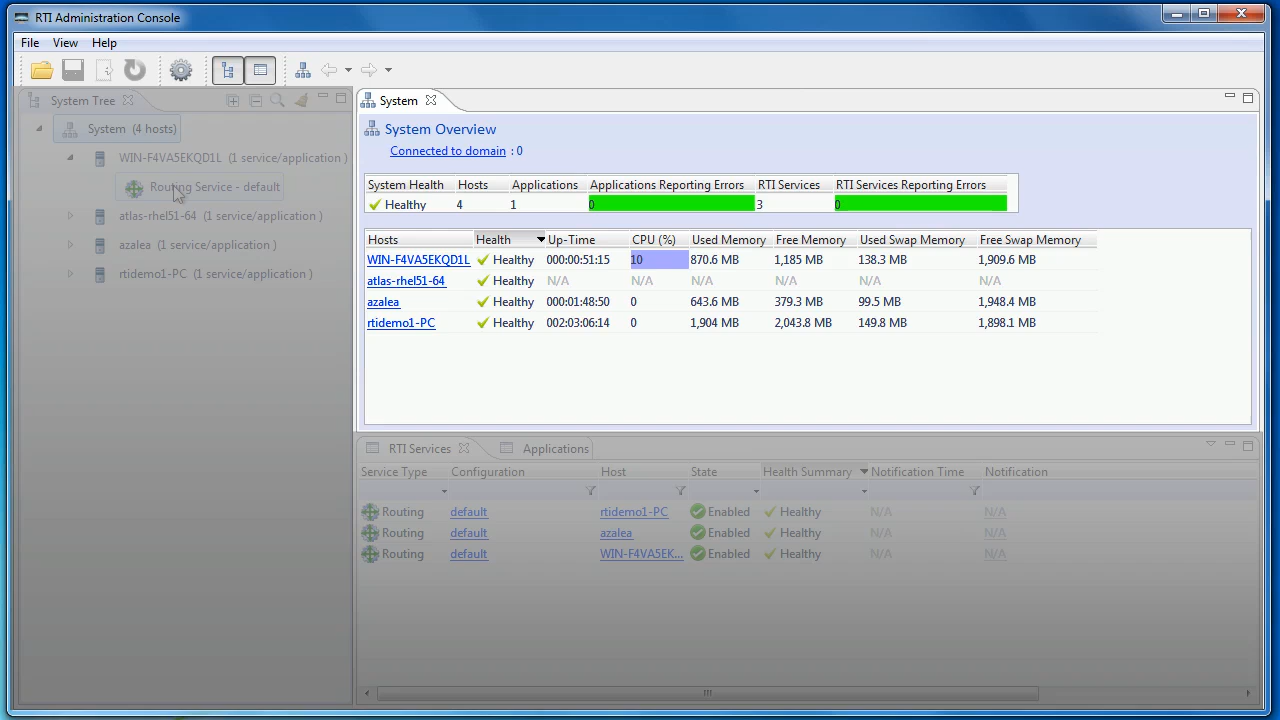 RTI Administration Console
File View Help
System Tree
System (4 hosts)
WIN-F4VA5EKQD1L (1 service/application )
Routing Service - default
atlas-rhel51-64 (1 service/application )
azalea (1 service/application )
rtidemo1-PC (1 service/application )
System
System Overview
Connected to domain : 0
System Health Hosts Applications Applications Reporting Errors RTI Services RTI Services Reporting Errors
Healthy 4 1 0 3 0
Hosts Health Up-Time CPU (%) Used Memory Free Memory Used Swap Memory Free Swap Memory
WIN-F4VA5EKQD1L Healthy 000:00:51:15 10 870.6 MB 1,185 MB 138.3 MB 1,909.6 MB
atlas-rhel51-64 Healthy N/A N/A N/A N/A N/A N/A
azalea Healthy 000:01:48:50 0 643.6 MB 379.3 MB 99.5 MB 1,948.4 MB
rtidemo1-PC Healthy 002:03:06:14 0 1,904 MB 2,043.8 MB 149.8 MB 1,898.1 MB
RTI Services Applications
Service Type Configuration Host State Health Summary Notification Time Notification
Routing default rtidemo1-PC Enabled Healthy N/A N/A
Routing default azalea Enabled Healthy N/A N/A
Routing default WIN-F4VA5EK... Enabled Healthy N/A N/A